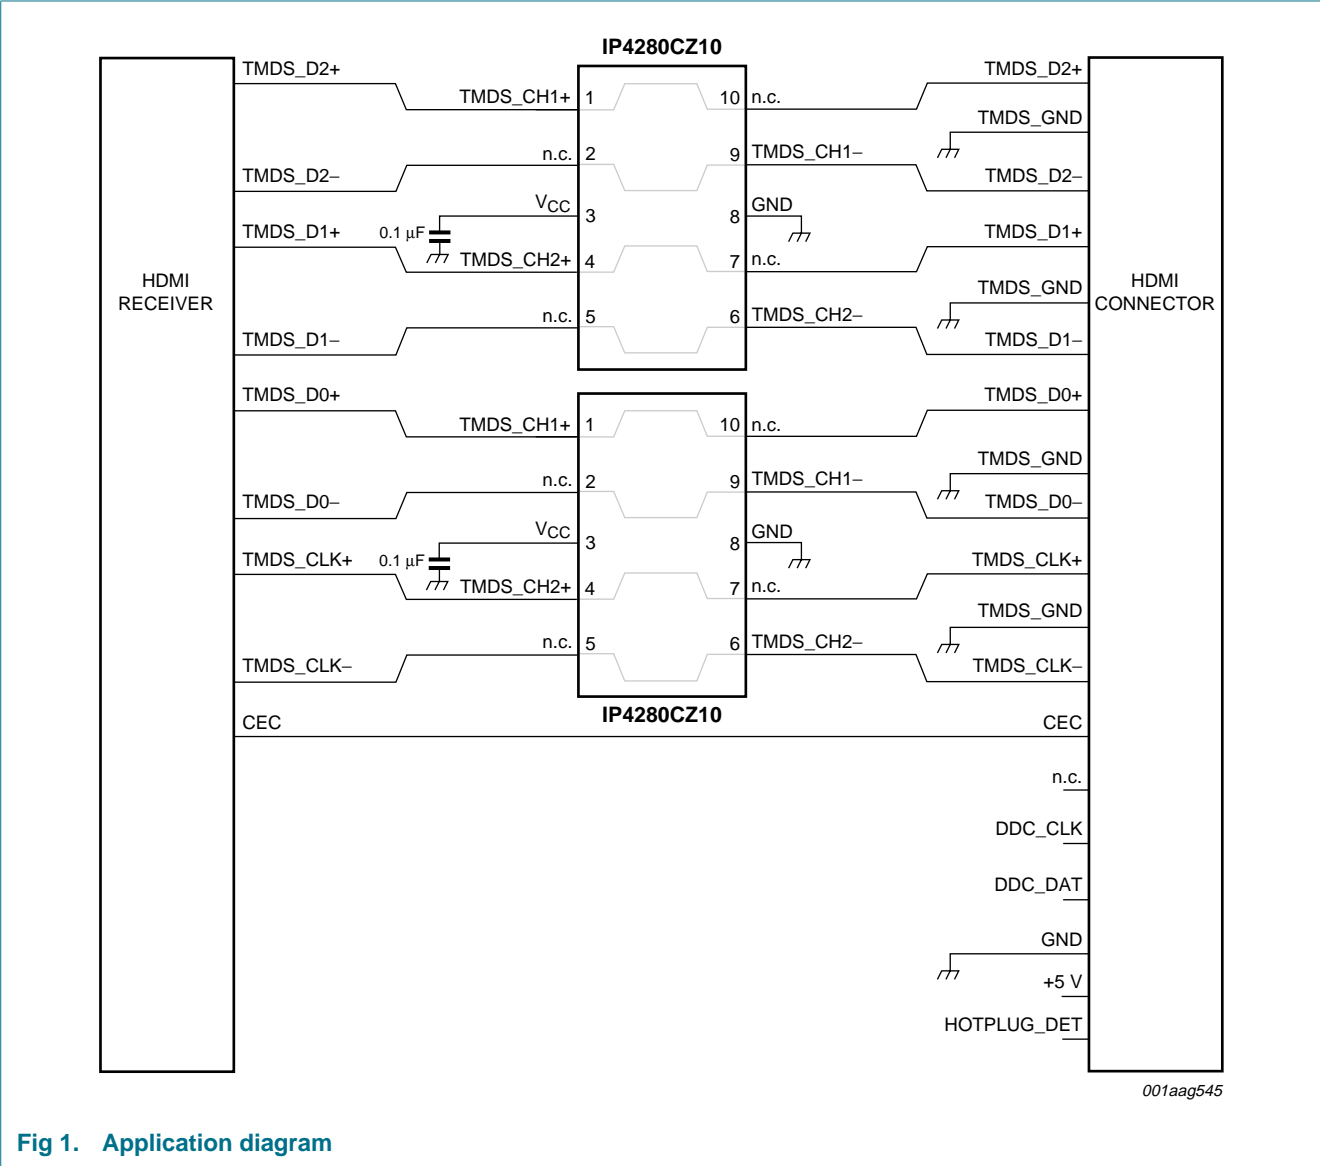 IP4280CZ10
TMDS_D2+
TMDS_CH1+ 1
10 n.c.
TMDS_D2+
TMDS_GND
TMDS_D2−
n.c. 2
9 TMDS_CH1−
TMDS_D2−
VCC 3
8 GND
TMDS_D1+
0.1 µF
TMDS_CH2+ 4
7 n.c.
TMDS_D1+
HDMI
RECEIVER
TMDS_GND
HDMI
CONNECTOR
TMDS_D1−
n.c. 5
6 TMDS_CH2−
TMDS_D1−
TMDS_D0+
TMDS_CH1+ 1
10 n.c.
TMDS_D0+
TMDS_GND
TMDS_D0−
n.c. 2
9 TMDS_CH1−
TMDS_D0−
VCC 3
8 GND
TMDS_CLK+
0.1 µF
TMDS_CH2+ 4
7 n.c.
TMDS_CLK+
TMDS_GND
TMDS_CLK−
n.c. 5
6 TMDS_CH2−
TMDS_CLK−
IP4280CZ10
CEC
CEC
n.c.
DDC_CLK
DDC_DAT
GND
+5 V
HOTPLUG_DET
001aag545
Fig 1. Application diagram